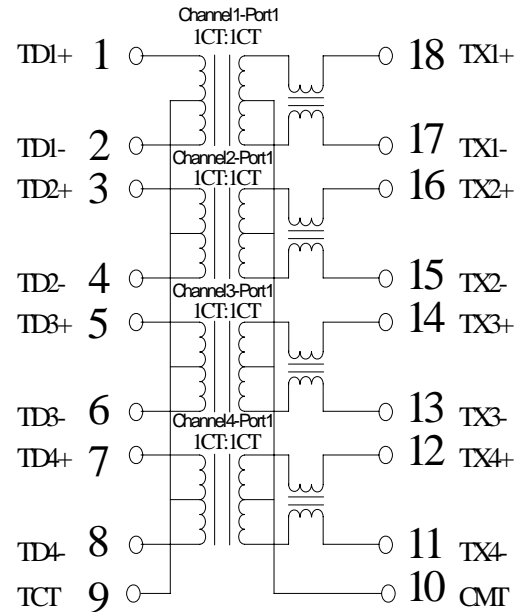 Channel1-Port1
1CT:1CT
TD1+ 1 18 TX1+
TD1- 2 17 TX1-
Channel2-Port1
1CT:1CT
TD2+ 3 16 TX2+
TD2- 4 15 TX2-
Channel3-Port1
1CT:1CT
TD3+ 5 14 TX3+
TD3- 6 13 TX3-
Channel4-Port1
1CT:1CT
TD4+ 7 12 TX4+
TD4- 8 11 TX4-
TCT 9 10 CMT